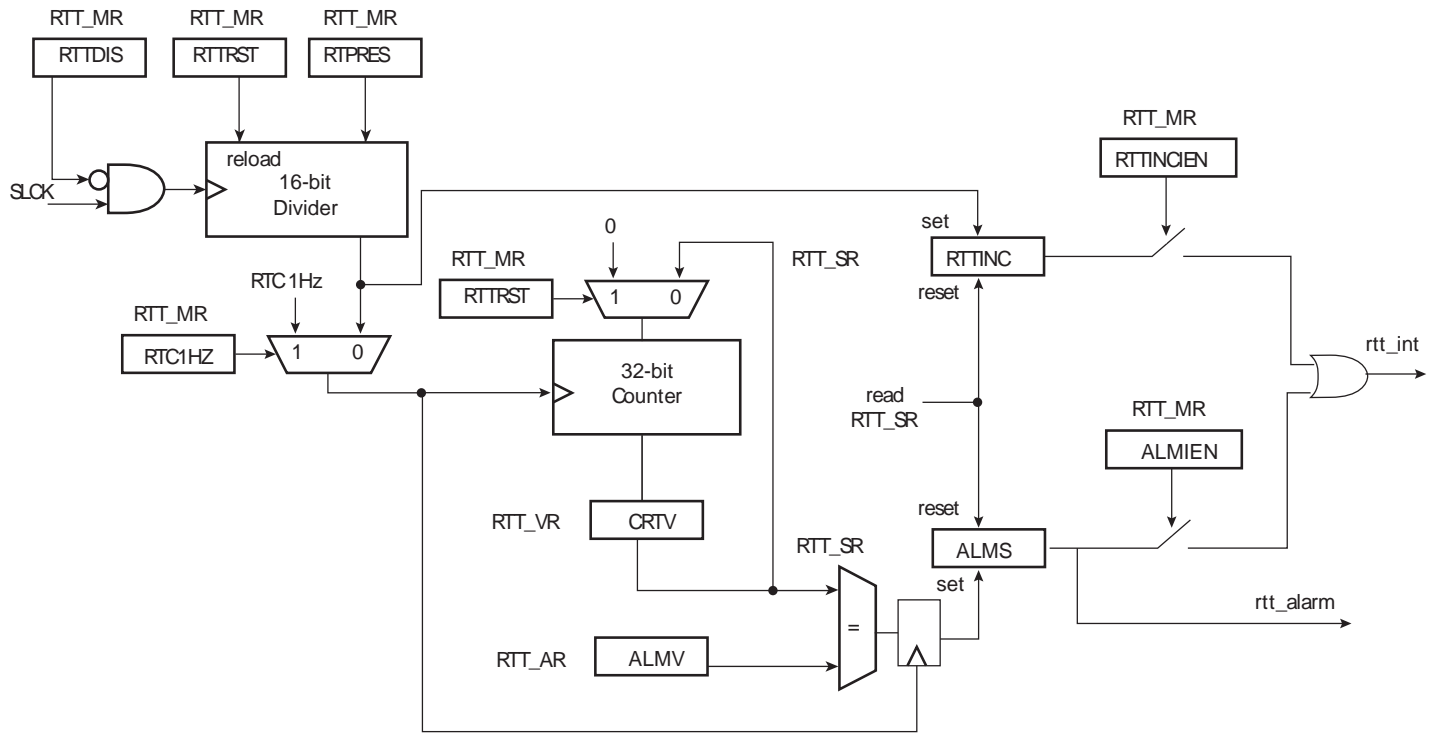 RTT_MR
RTT_MR
RTT_MR
RTTDIS
RTTRST
RTPRES
RTT_MR
RTTINCIEN
reload
16-bit
Divider
SLCK
set
0
RTTINC
reset
RTT_MR
RTT_SR
RTC 1Hz
RTTRST
1 0
RTT_MR
RTC1HZ
1 0
rtt_int
32-bit
Counter
read
RTT_SR
RTT_MR
ALMIEN
reset
RTT_VR
CRTV
RTT_SR
ALMS
set
rtt_alarm
=
RTT_AR
ALMV